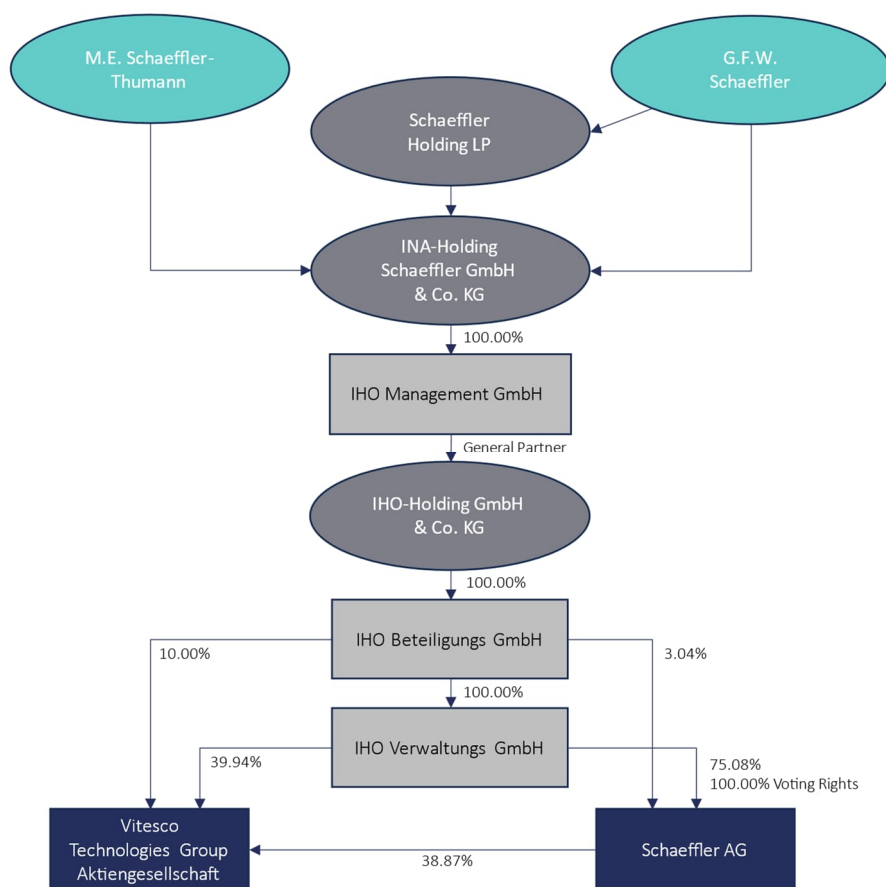 M.E. Schaeffler-
Thumann
G.F.W.
Schaeffler
Schaeffler
Holding LP
INA-Holding
Schaeffler GmbH
& Co. KG
100.00%
IHO Management GmbH
General Partner
IHO-Holding GmbH
& Co. KG
100.00%
IHO Beteiligungs GmbH
10.00%
3.04%
100.00%
IHO Verwaltungs GmbH
39.94%
75.08%
100.00% Voting Rights
Vitesco
Technologies Group
Aktiengesellschaft
38.87%
Schaeffler AG